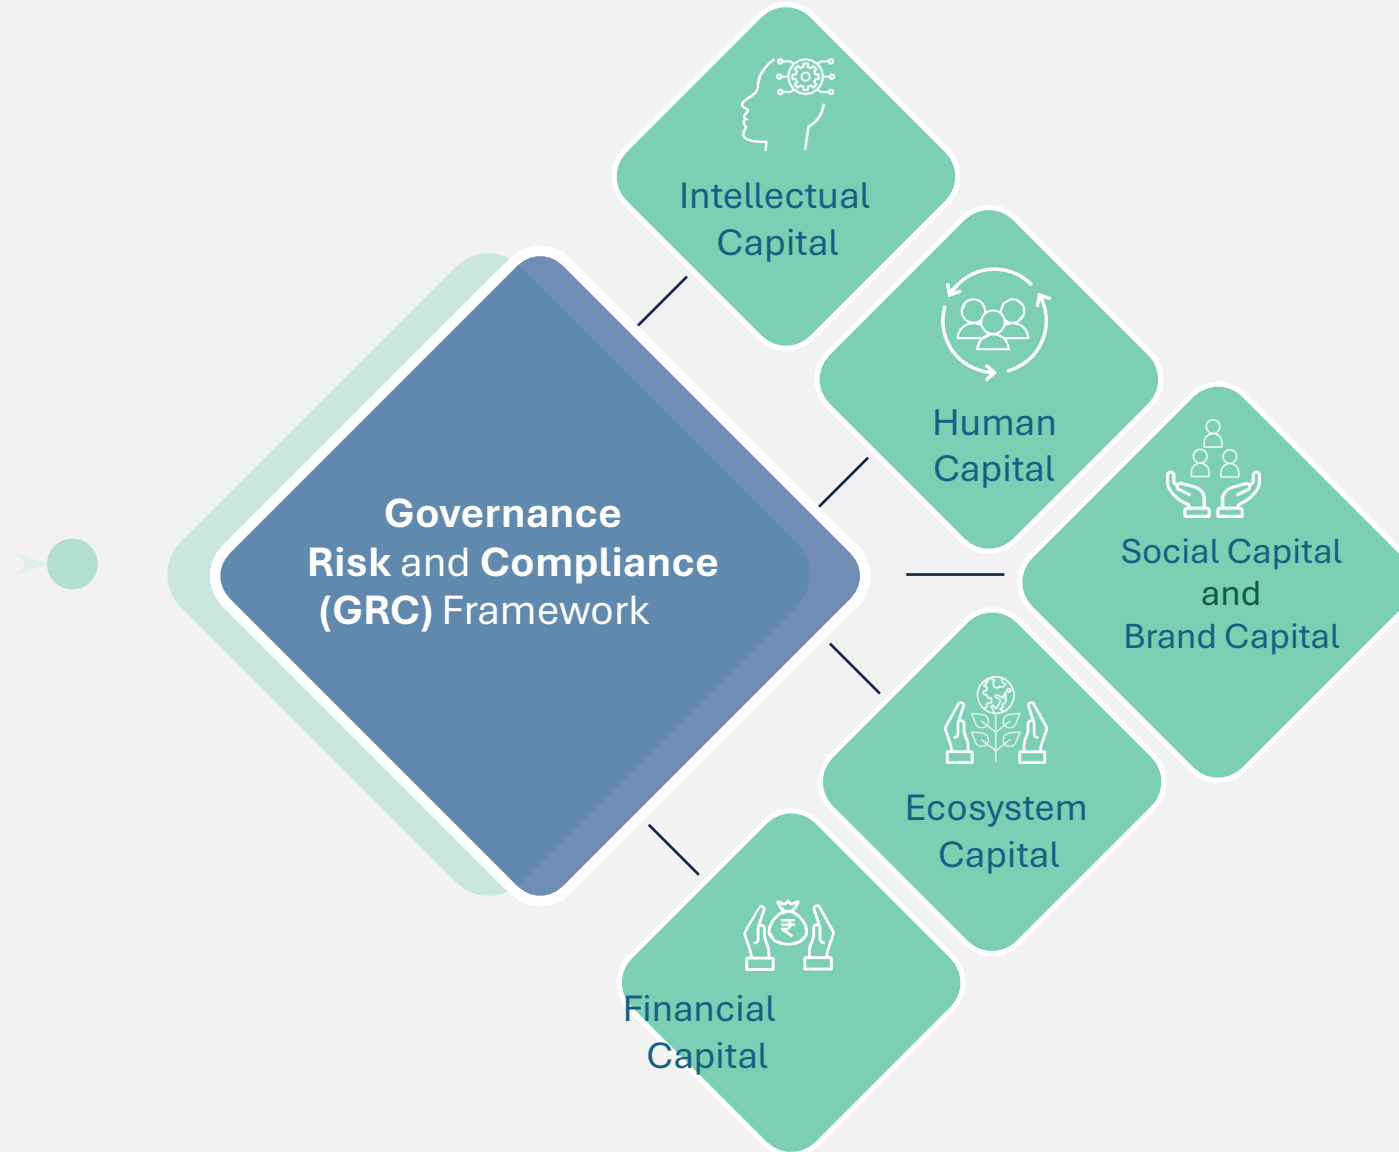 Intellectual
Capital
Human
Capital
Governance
Risk and Compliance
(GRC) Framework
Social Capital
and
Brand Capital
Ecosystem
Capital
₹
Financial
Capital